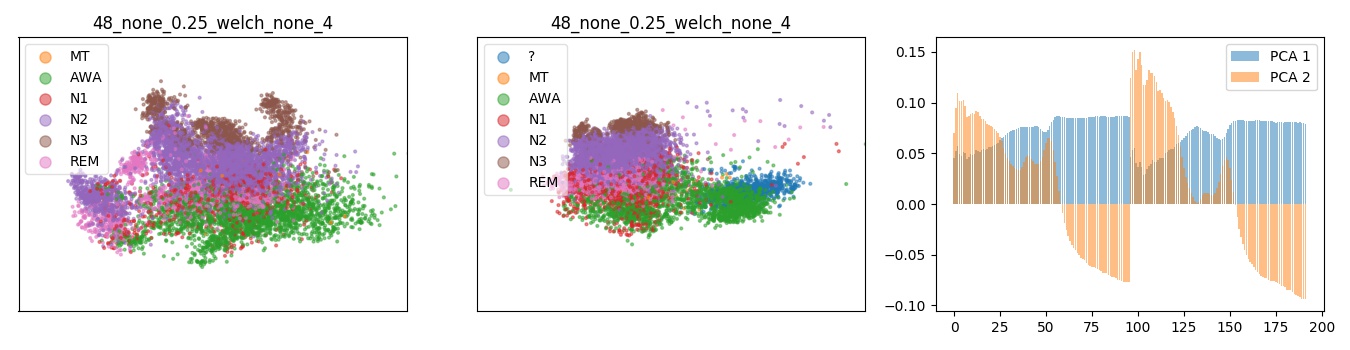 48_none_0.25_welch_none_4
MT
AWA
N1
N2
N3
REM
48_none_0.25_welch_none_4
?
MT
AWA
N1
N2
N3
REM
PCA 1
PCA 2
0.15
0.10
0.05
0.00
−0.05
−0.10
0 25 50 75 100 125 150 175 200